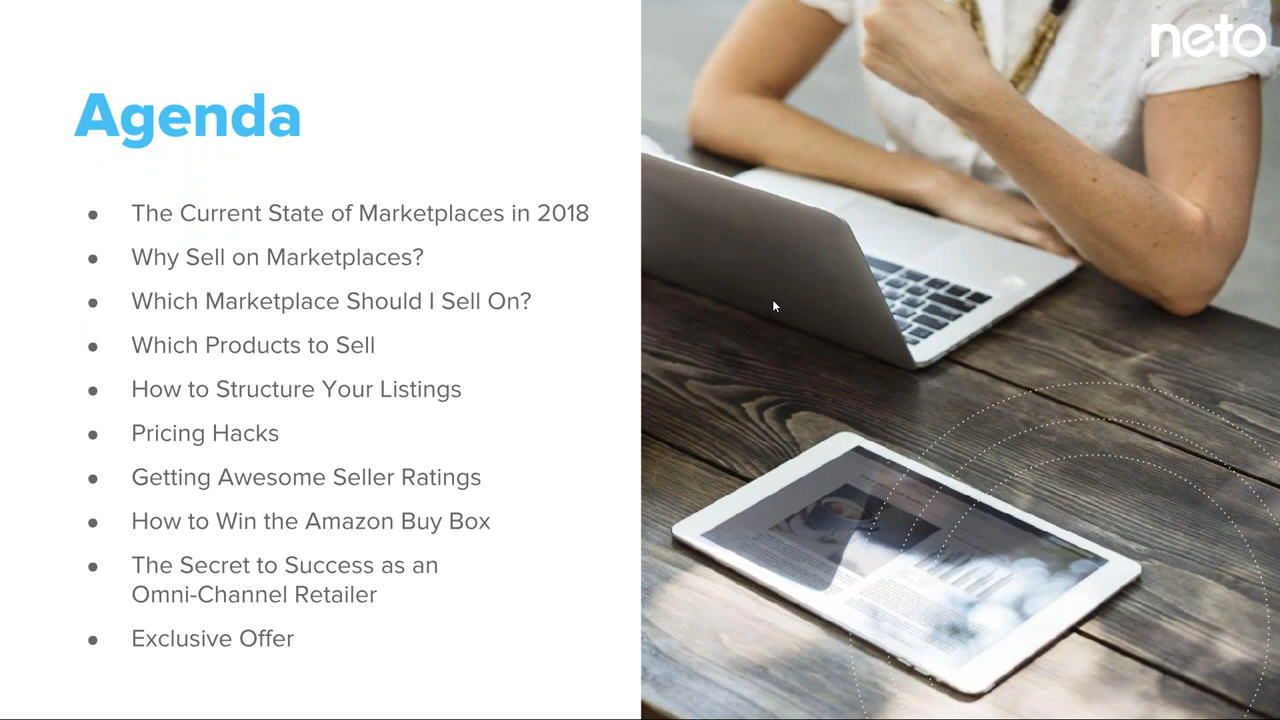 neto
Agenda
● The Current State of Marketplaces in 2018
● Why Sell on Marketplaces?
● Which Marketplace Should I Sell On?
● Which Products to Sell
● How to Structure Your Listings
● Pricing Hacks
● Getting Awesome Seller Ratings
● How to Win the Amazon Buy Box
● The Secret to Success as an
Omni-Channel Retailer
● Exclusive Offer